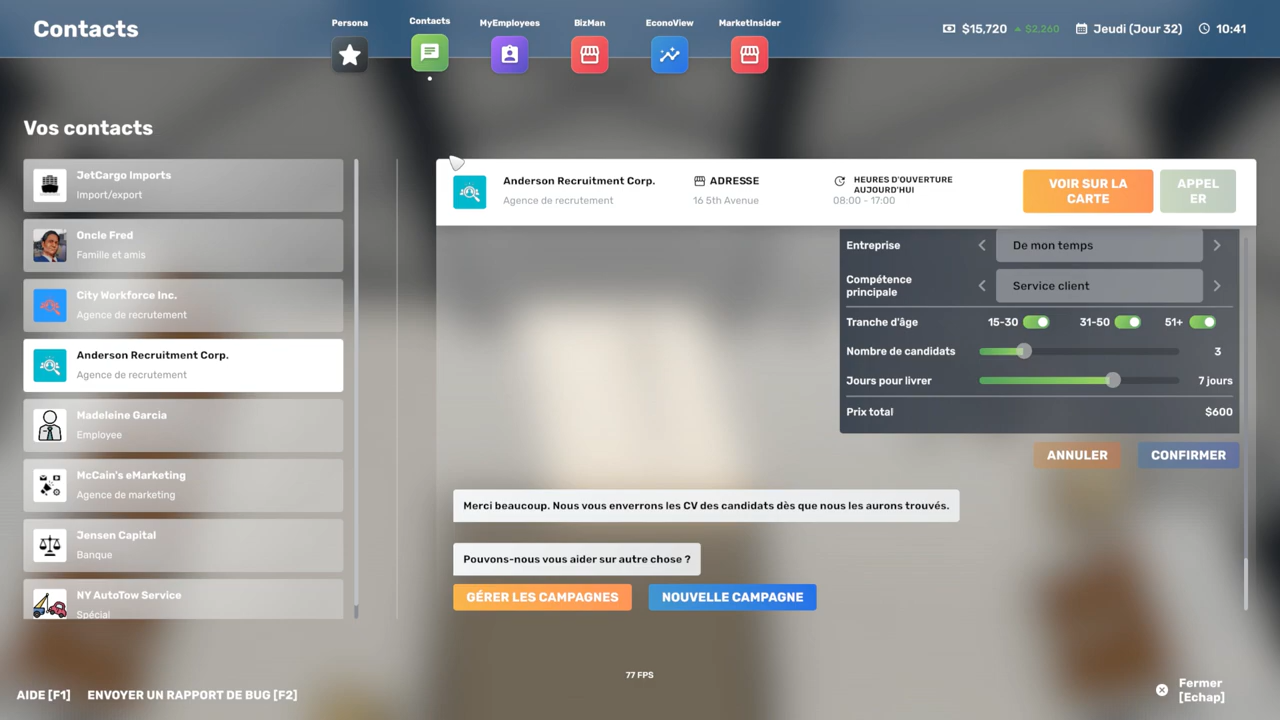 Contacts
Persona
Contacts
MyEmployees
BizMan
EconoView
MarketInsider
$15,720
$2,260
Jeudi (Jour 32)
10:41
Vos contacts
JetCargo Imports
Import/export
Oncle Fred
Famille et amis
City Workforce Inc.
Agence de recrutement
Anderson Recruitment Corp.
Agence de recrutement
Madeleine Garcia
Employee
McCain's eMarketing
Agence de marketing
Jensen Capital
Banque
NY AutoTow Service
Spécial
Anderson Recruitment Corp.
Agence de recrutement
ADRESSE
16 5th Avenue
HEURES D'OUVERTURE
AUJOURD'HUI
08:00 - 17:00
VOIR SUR LA
CARTE
APPEL
ER
Entreprise
De mon temps
Compétence
principale
Service client
Tranche d'âge
15-30
31-50
51+
Nombre de candidats
3
Jours pour livrer
7 jours
Prix total
$600
ANNULER
CONFIRMER
Merci beaucoup. Nous vous enverrons les CV des candidats dès que nous les aurons trouvés.
Pouvons-nous vous aider sur autre chose ?
GÉRER LES CAMPAGNES
NOUVELLE CAMPAGNE
77 FPS
AIDE [F1]
ENVOYER UN RAPPORT DE BUG [F2]
Fermer
[Echap]